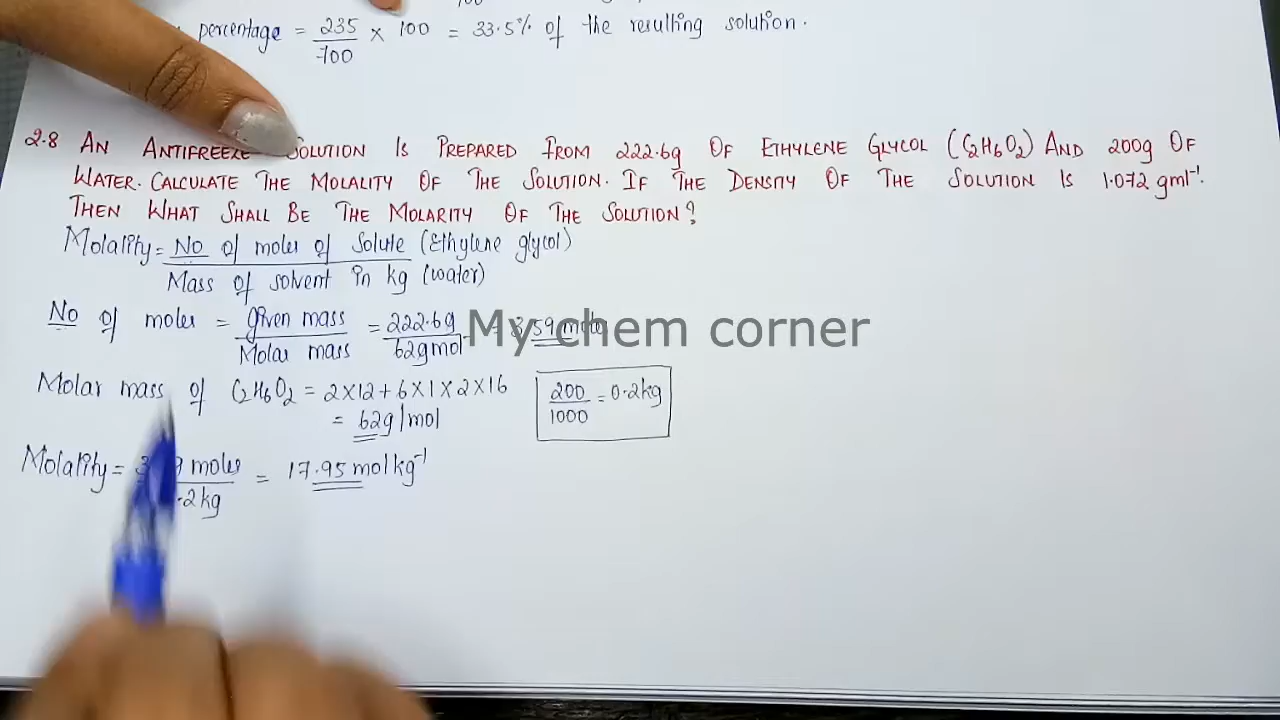 percentage = 235/700 × 100 = 33.5% of the resulting solution.
2.8 AN ANTIFREEZE SOLUTION IS PREPARED FROM 222.6g OF ETHYLENE GLYCOL (C2H6O2) AND 200g OF
WATER. CALCULATE THE MOLALITY OF THE SOLUTION. IF THE DENSITY OF THE SOLUTION IS 1.072 gml⁻¹.
THEN WHAT SHALL BE THE MOLARITY OF THE SOLUTION?
Molality = No of moles of solute (Ethylene glycol)
Mass of solvent in kg (water)
No of moles = given mass / Molar mass = 222.6g / 62gmol⁻ = 3.59 moles
My chem corner
Molar mass of C2H6O2 = 2×12+6×1×2×16
= 62g/mol
200/1000 = 0.2kg
Molality = moles / .2kg = 17.95 mol kg⁻¹